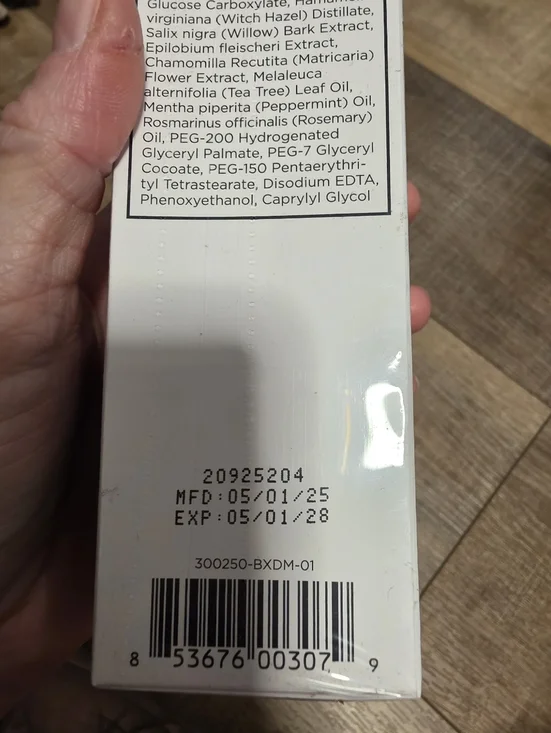 Glucose Carboxylate,
virginiana (Witch Hazel) Distillate,
Salix nigra (Willow) Bark Extract,
Epilobium fleischeri Extract,
Chamomilla Recutita (Matricaria)
Flower Extract, Melaleuca
alternifolia (Tea Tree) Leaf Oil,
Mentha piperita (Peppermint) Oil,
Rosmarinus officinalis (Rosemary)
Oil, PEG-200 Hydrogenated
Glyceryl Palmate, PEG-7 Glyceryl
Cocoate, PEG-150 Pentaerythri-
tyl Tetrastearate, Disodium EDTA,
Phenoxyethanol, Caprylyl Glycol
20925204
MFD:05/01/25
EXP:05/01/28
300250-BXDM-01
8 53676 00307 9